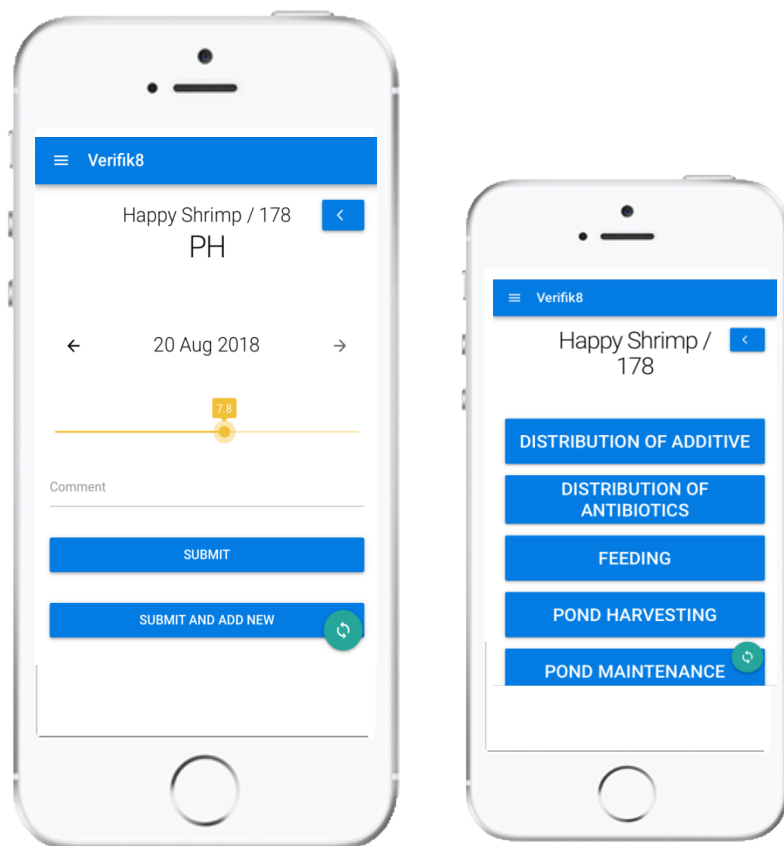 Verifik8
Happy Shrimp / 178
PH
20 Aug 2018
7.8
Comment
SUBMIT
SUBMIT AND ADD NEW
Verifik8
Happy Shrimp /
178
DISTRIBUTION OF ADDITIVE
DISTRIBUTION OF
ANTIBIOTICS
FEEDING
POND HARVESTING
POND MAINTENANCE